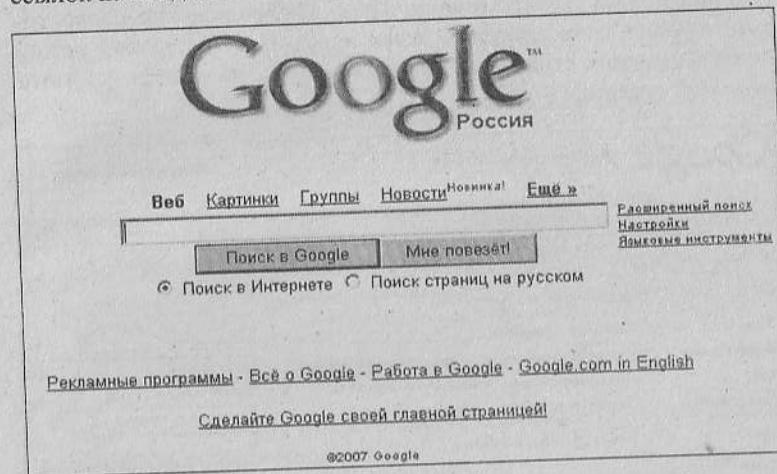 Google™
Россия
Веб Картинки Группы Новости Новинка! Ещё »
Расширенный поиск
Настройки
Языковые инструменты
Поиск в Google Мне повезёт!
Поиск в Интернете Поиск страниц на русском
Рекламные программы - Всё о Google - Работа в Google - Google.com in English
Сделайте Google своей главной страницей!
©2007 Google